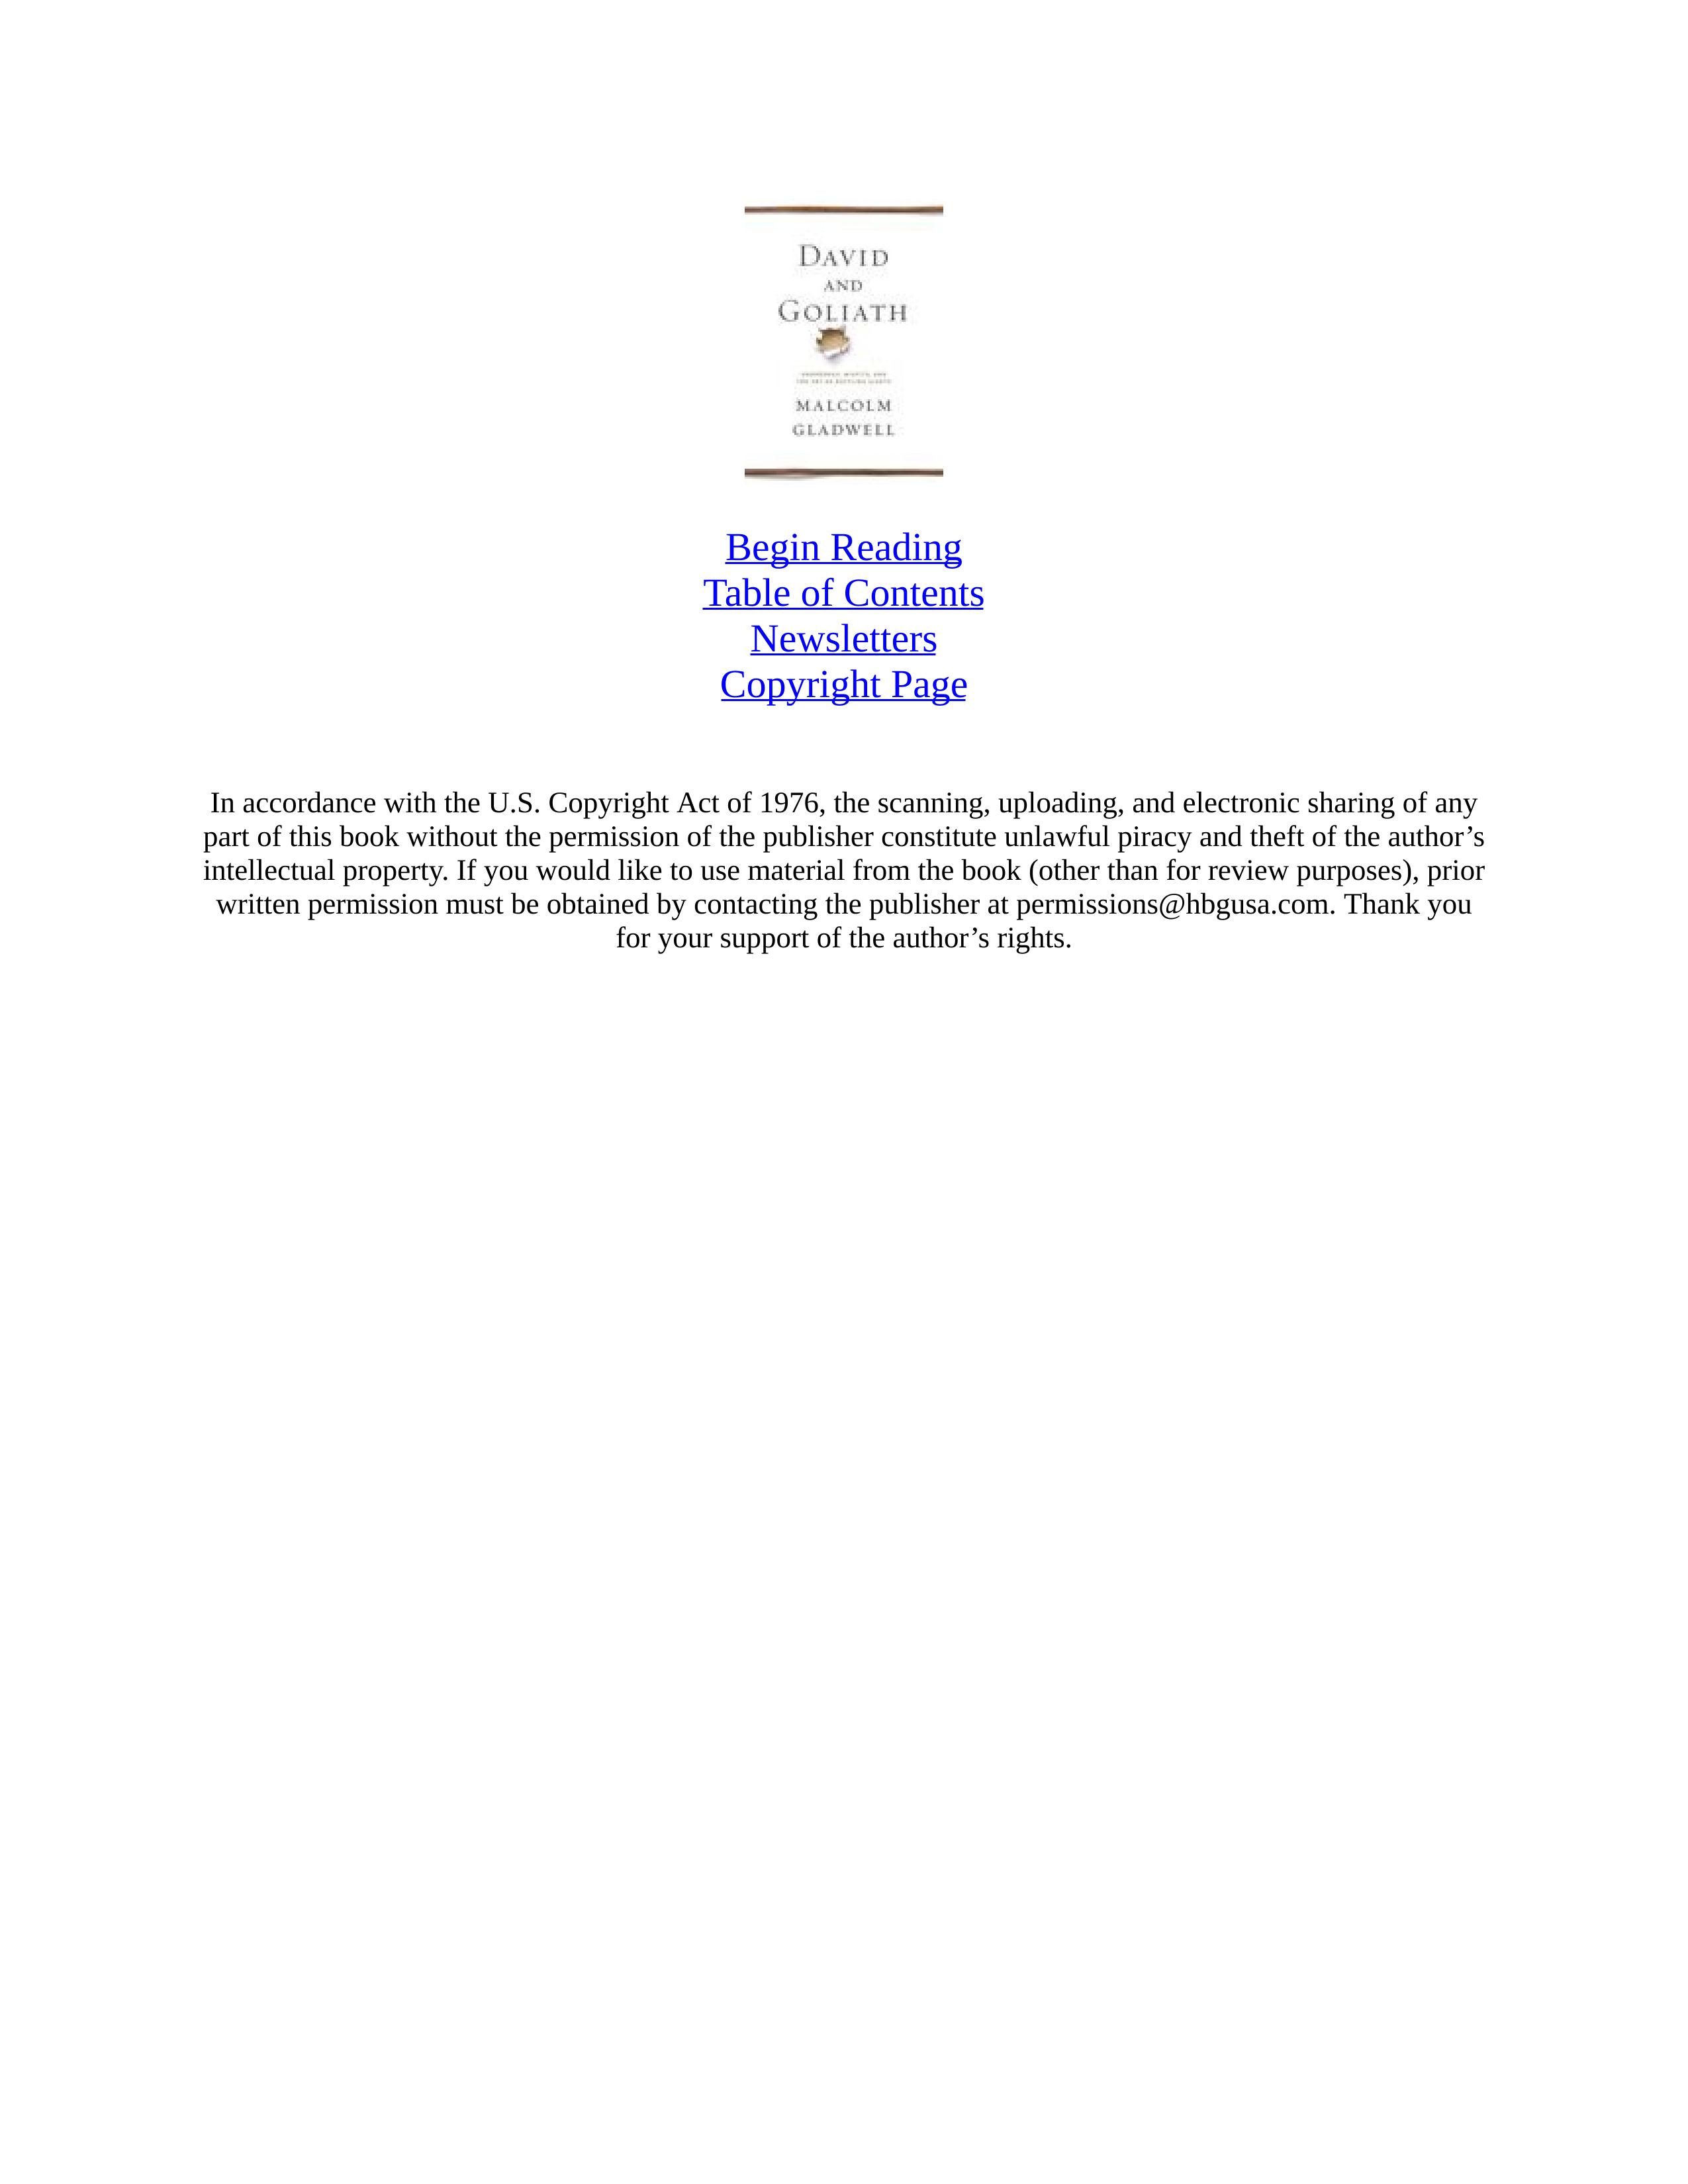 DAVID
AND
GOLIATH
MALCOLM
GLADWELL
Begin Reading
Table of Contents
Newsletters
Copyright Page
In accordance with the U.S. Copyright Act of 1976, the scanning, uploading, and electronic sharing of any
part of this book without the permission of the publisher constitute unlawful piracy and theft of the author’s
intellectual property. If you would like to use material from the book (other than for review purposes), prior
written permission must be obtained by contacting the publisher at permissions@hbgusa.com. Thank you
for your support of the author’s rights.